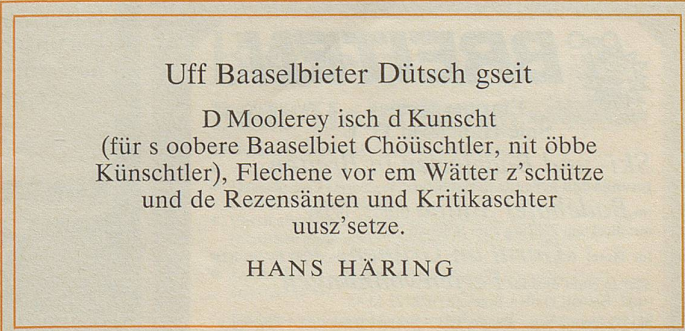 Uff Baaselbieter Dütsch gseit
D Moolerey isch d Kunscht
(für s oobere Baaselbiet Chöüschtler, nit öbbe
Künschtler), Flechene vor em Wätter z’schütze
und de Rezensänten und Kritikaschter
uusz’setze.
HANS HÄRING